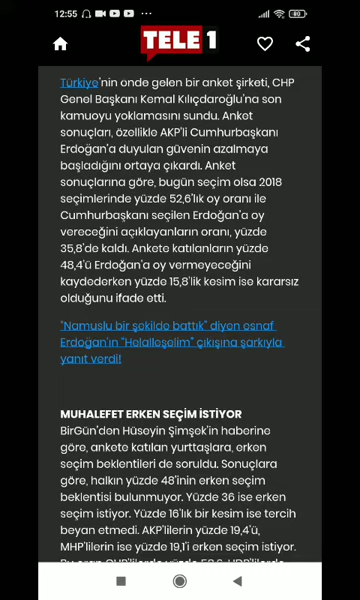 12:55
80
TELE1
Türkiye'nin önde gelen bir anket şirketi, CHP
Genel Başkanı Kemal Kılıçdaroğlu'na son
kamuoyu yoklamasını sundu. Anket
sonuçları, özellikle AKP'li Cumhurbaşkanı
Erdoğan'a duyulan güvenin azalmaya
başladığını ortaya çıkardı. Anket
sonuçlarına göre, bugün seçim olsa 2018
seçimlerinde yüzde 52,6'lık oy oranı ile
Cumhurbaşkanı seçilen Erdoğan'a oy
vereceğini açıklayanların oranı, yüzde
35,8'de kaldı. Ankete katılanların yüzde
48,4'ü Erdoğan'a oy vermeyeceğini
kaydederken yüzde 15,8'lik kesim ise kararsız
olduğunu ifade etti.
"Namuslu bir şekilde battık" diyen esnaf
Erdoğan'ın "Helalleşelim" çıkışına şarkıyla
yanıt verdi!
MUHALEFET ERKEN SEÇİM İSTİYOR
BirGün'den Hüseyin Şimşek'in haberine
göre, ankete katılan yurttaşlara, erken
seçim beklentileri de soruldu. Sonuçlara
göre, halkın yüzde 48'inin erken seçim
beklentisi bulunmuyor. Yüzde 36 ise erken
seçim istiyor. Yüzde 16'lık bir kesim ise tercih
beyan etmedi. AKP'lilerin yüzde 19,4'ü,
MHP'lilerin ise yüzde 19,1'i erken seçim istiyor.